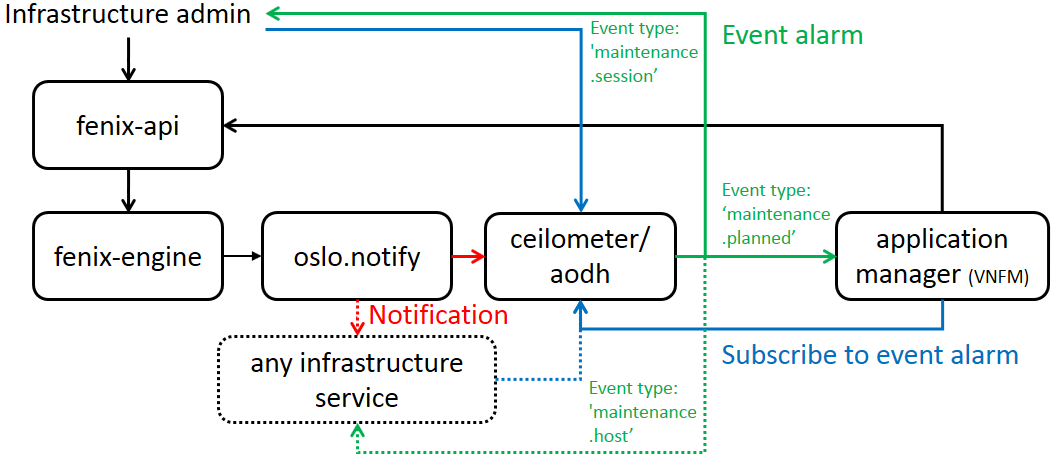 Infrastructure admin
Event type:
'maintenance
.session’
Event alarm
fenix-api
Event type:
‘maintenance
.planned’
fenix-engine
oslo.notify
ceilometer/
aodh
application
manager (VNFM)
Notification
Subscribe to event alarm
any infrastructure
service
Event type:
'maintenance
.host’